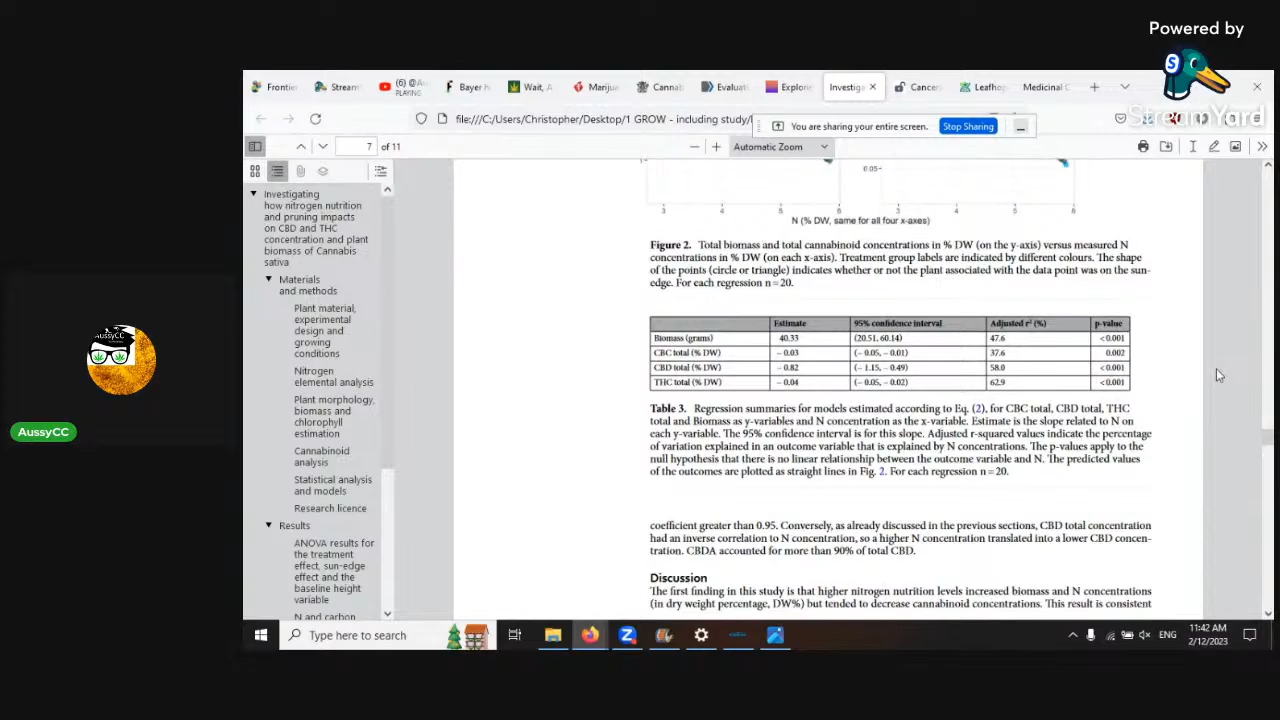 Powered by
StreamYard
Frontier
Stream
(6) @Au
PLAYING
Bayer h
Wait, A
Mariju
Cannab
Evaluati
Explore
Investiga
Cancer
Leafhop
Medicinal C
file:///C:/Users/Christopher/Desktop/1 GROW - including study/
You are sharing your entire screen.
Stop Sharing
7 of 11
Automatic Zoom
Investigating
how nitrogen nutrition
and pruning impacts
on CBD and THC
concentration and plant
biomass of Cannabis
sativa
Materials
and methods
Plant material,
experimental
design and
growing
conditions
Nitrogen
elemental analysis
Plant morphology,
biomass and
chlorophyll
estimation
Cannabinoid
analysis
Statistical analysis
and models
Research licence
Results
ANOVA results for
the treatment
effect, sun-edge
effect and the
baseline height
variable
N and carbon
0.05
3 4 5 6 3 4 5 6
N (% DW, same for all four x-axes)
Figure 2. Total biomass and total cannabinoid concentrations in % DW (on the y-axis) versus measured N
concentrations in % DW (on each x-axis). Treatment group labels are indicated by different colours. The shape
of the points (circle or triangle) indicates whether or not the plant associated with the data point was on the sun-
edge. For each regression n = 20.
Estimate 95% confidence interval Adjusted r² (%) p-value
Biomass (grams) 40.33 (20.51, 60.14) 47.6 <0.001
CBC total (% DW) − 0.03 (− 0.05, − 0.01) 37.6 0.002
CBD total (% DW) − 0.82 (− 1.15, − 0.49) 58.0 <0.001
THC total (% DW) − 0.04 (− 0.05, − 0.02) 62.9 <0.001
Table 3. Regression summaries for models estimated according to Eq. (2), for CBC total, CBD total, THC
total and Biomass as y-variables and N concentration as the x-variable. Estimate is the slope related to N on
each y-variable. The 95% confidence interval is for this slope. Adjusted r-squared values indicate the percentage
of variation explained in an outcome variable that is explained by N concentrations. The p-values apply to the
null hypothesis that there is no linear relationship between the outcome variable and N. The predicted values
of the outcomes are plotted as straight lines in Fig. 2. For each regression n = 20.
coefficient greater than 0.95. Conversely, as already discussed in the previous sections, CBD total concentration
had an inverse correlation to N concentration, so a higher N concentration translated into a lower CBD concen-
tration. CBDA accounted for more than 90% of total CBD.
Discussion
The first finding in this study is that higher nitrogen nutrition levels increased biomass and N concentrations
(in dry weight percentage, DW%) but tended to decrease cannabinoid concentrations. This result is consistent
AussyCC
AussyCC
Type here to search
ENG
11:42 AM
2/12/2023